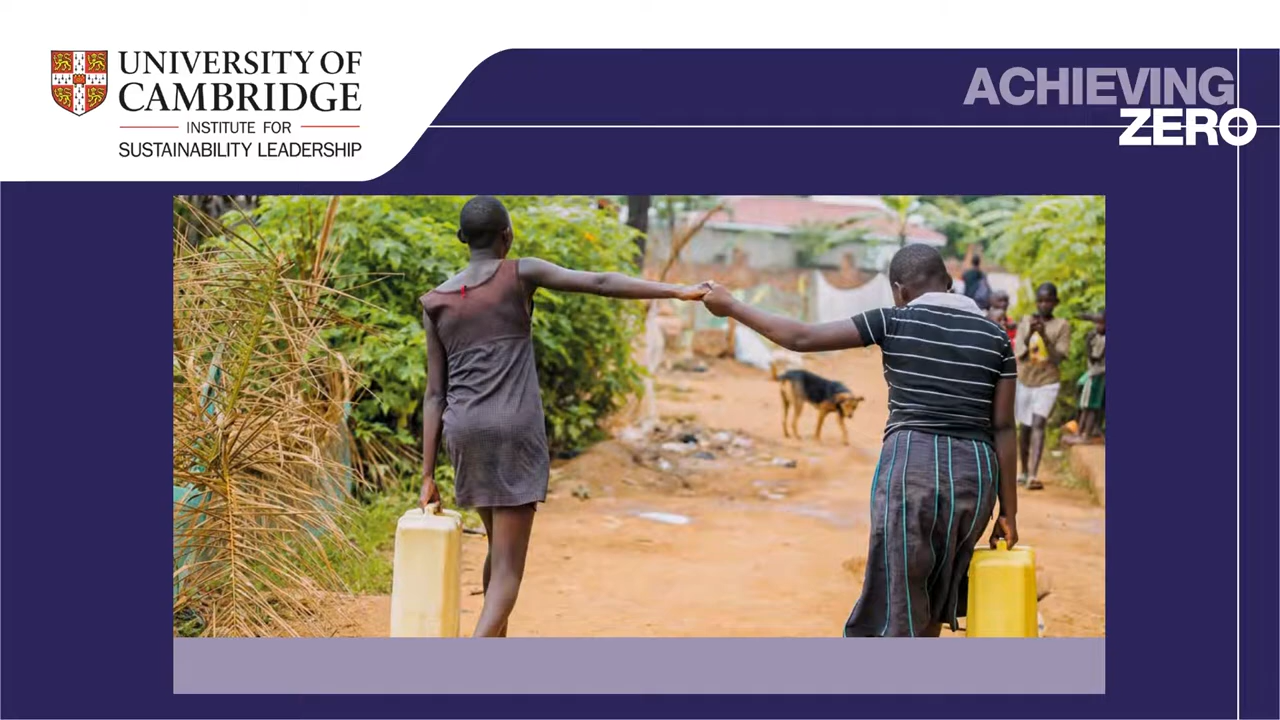 UNIVERSITY OF
CAMBRIDGE
INSTITUTE FOR
SUSTAINABILITY LEADERSHIP
ACHIEVING
ZERO